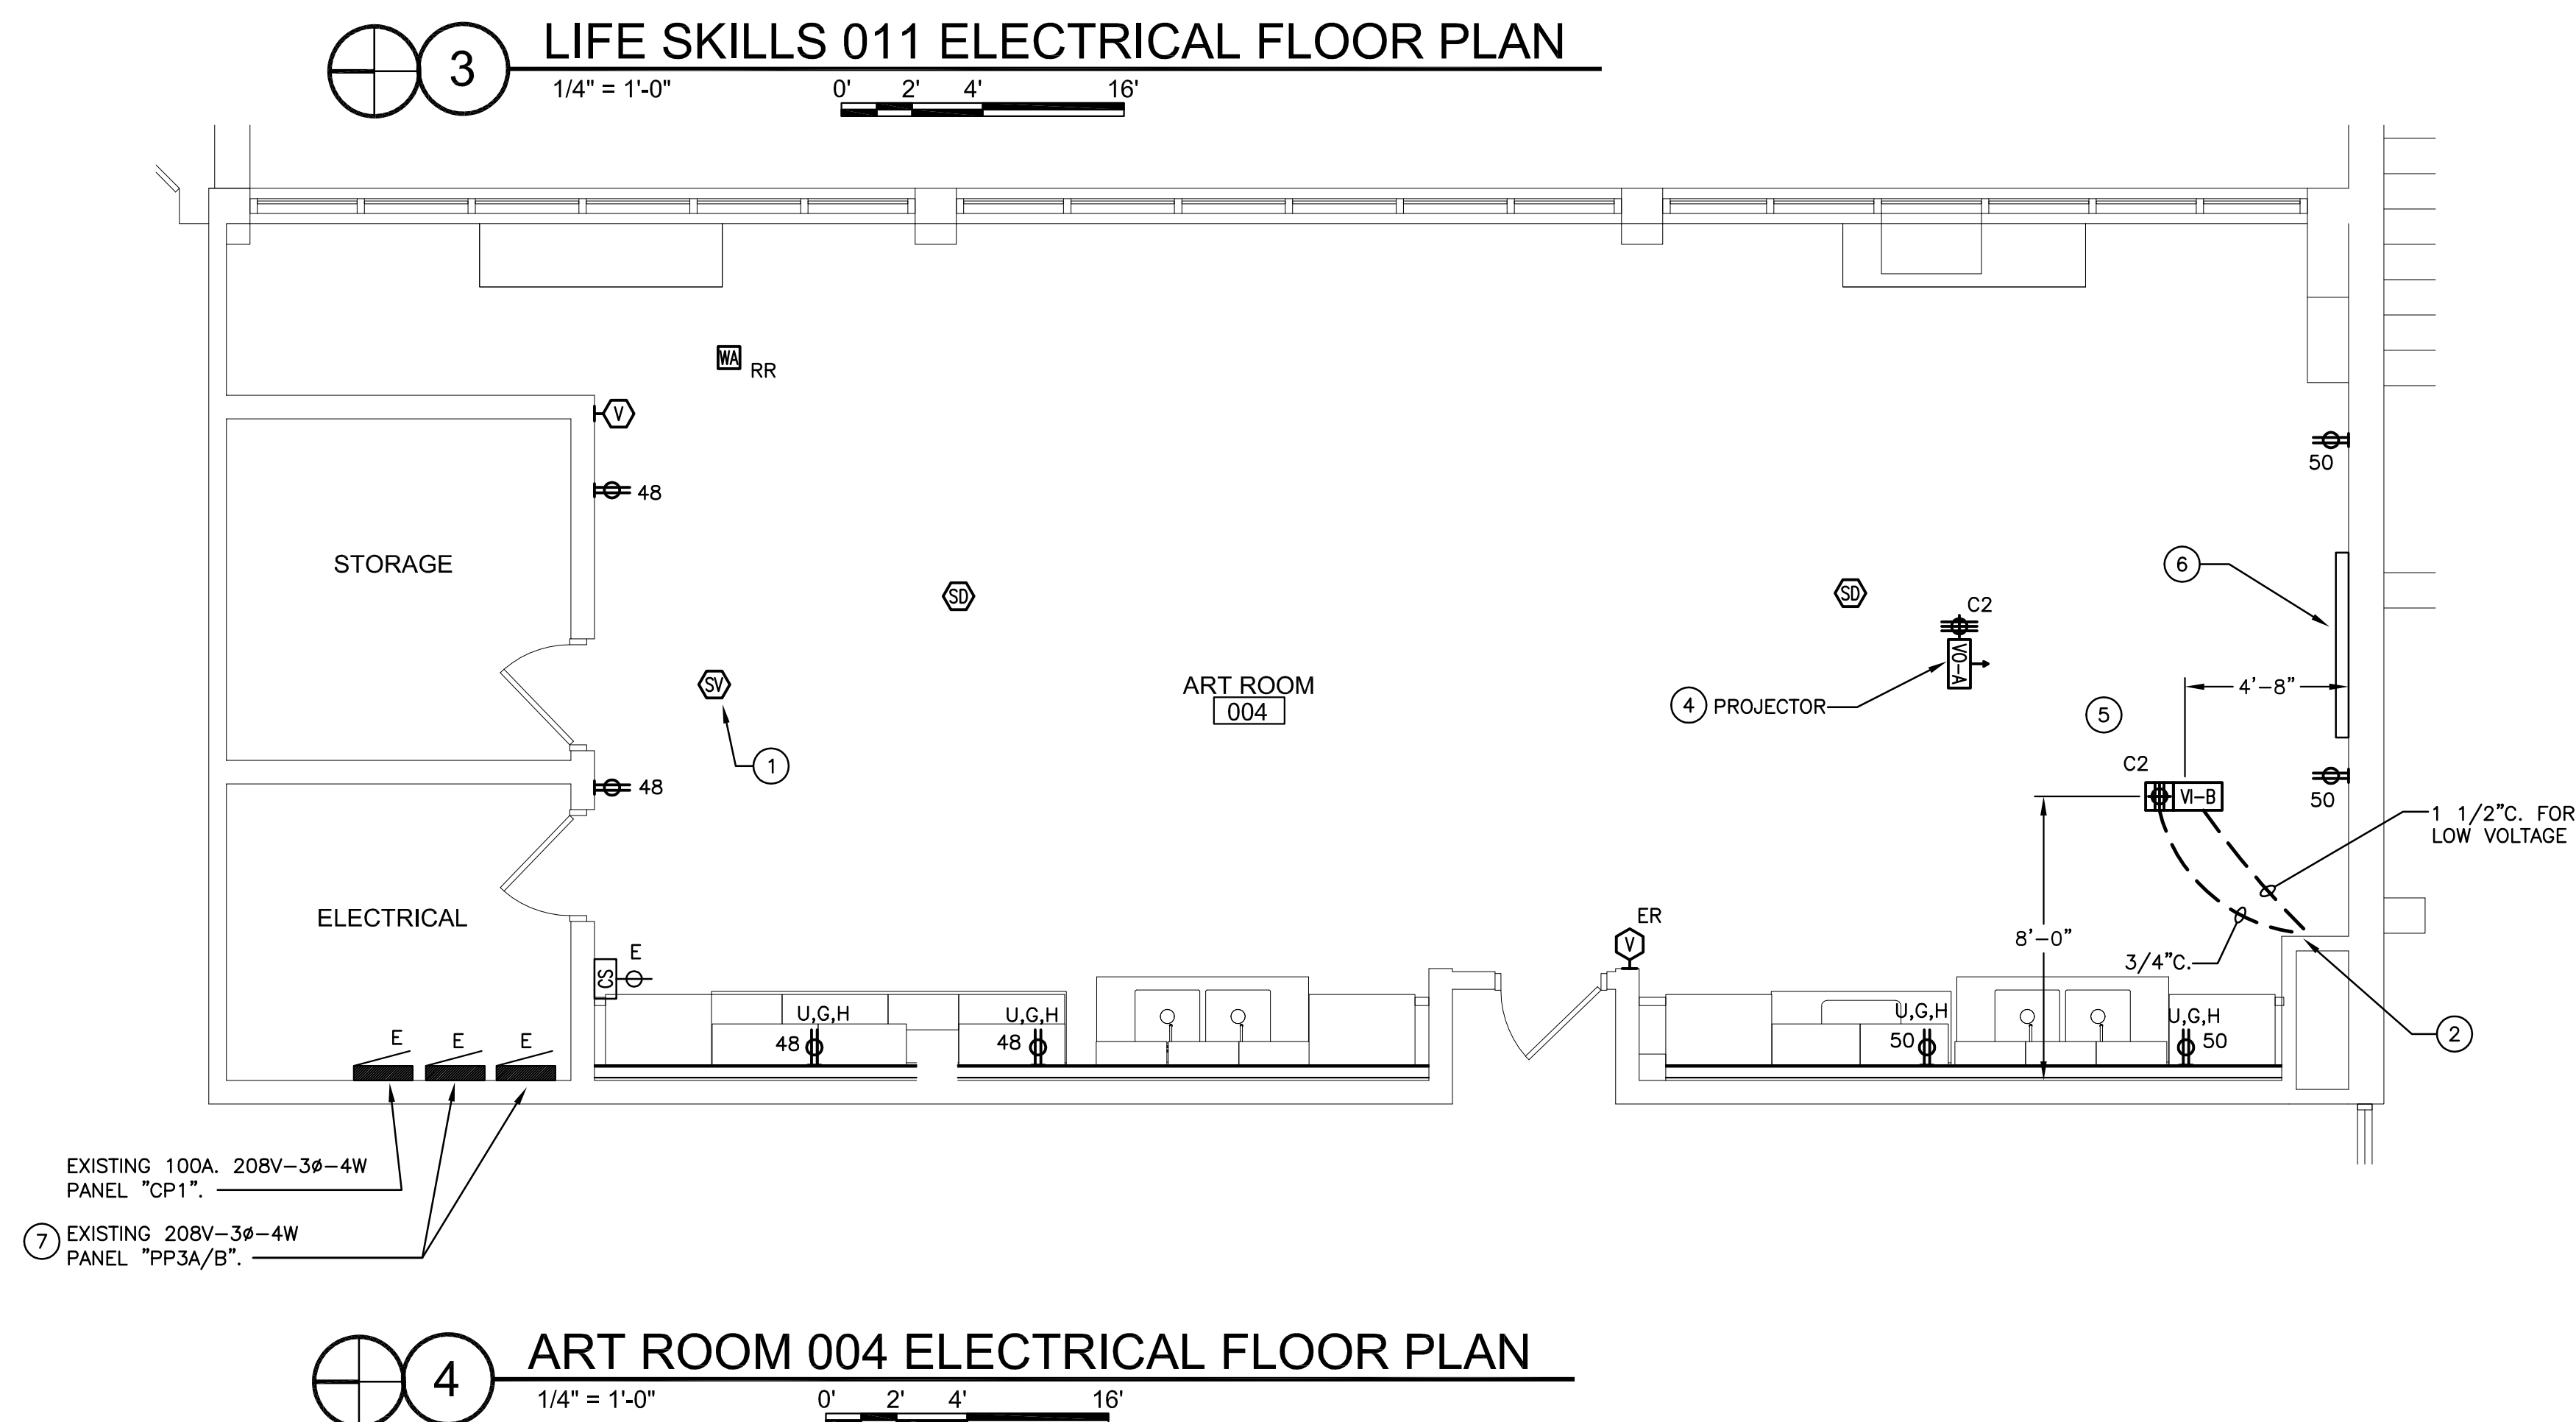 3
LIFE SKILLS 011 ELECTRICAL FLOOR PLAN
1/4" = 1'-0"
0' 2' 4' 16'
WA RR
V
50
48
STORAGE
6
SD
SD
C2
VO-A
SV
ART ROOM
004
4 PROJECTOR
4'-8"
5
1
C2
48
VI-B
50
1 1/2"C. FOR
LOW VOLTAGE
ELECTRICAL
ER
V
8'-0"
E
CS
3/4"C.
U,G,H
48
U,G,H
48
U,G,H
50
U,G,H
50
2
E E E
EXISTING 100A. 208V-3ø-4W
PANEL "CP1".
7 EXISTING 208V-3ø-4W
PANEL "PP3A/B".
4
ART ROOM 004 ELECTRICAL FLOOR PLAN
1/4" = 1'-0"
0' 2' 4' 16'